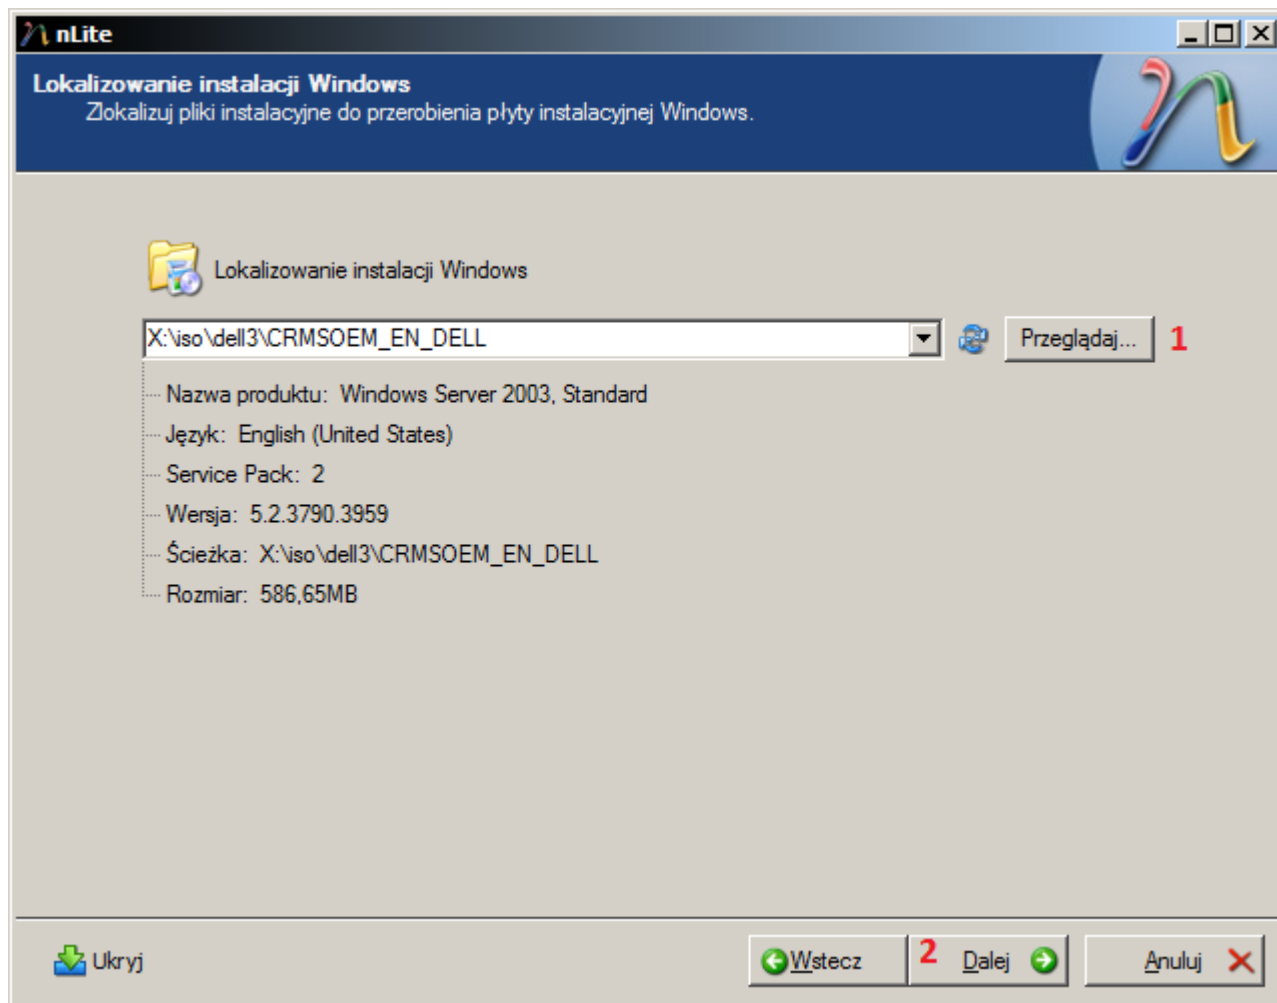 nLite
Lokalizowanie instalacji Windows
Zlokalizuj pliki instalacyjne do przerobienia płyty instalacyjnej Windows.
Lokalizowanie instalacji Windows
X:\iso\dell3\CRMSOEM_EN_DELL Przeglądaj... 1
Nazwa produktu: Windows Server 2003, Standard
Język: English (United States)
Service Pack: 2
Wersja: 5.2.3790.3959
Ścieżka: X:\iso\dell3\CRMSOEM_EN_DELL
Rozmiar: 586,65MB
Ukryj Wstecz 2 Dalej Anuluj